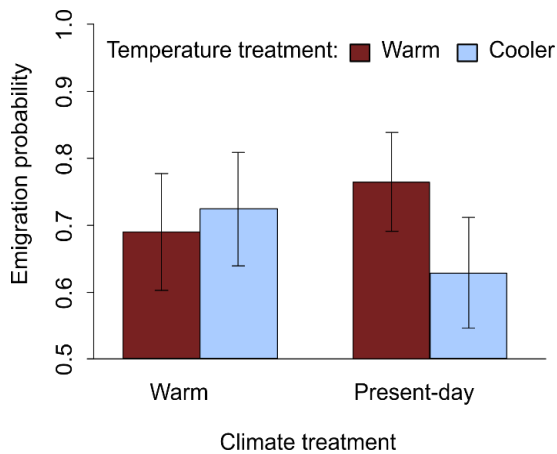 Temperature treatment: Warm Cooler
Emigration probability
1.0
0.9
0.8
0.7
0.6
0.5
Warm Present-day
Climate treatment